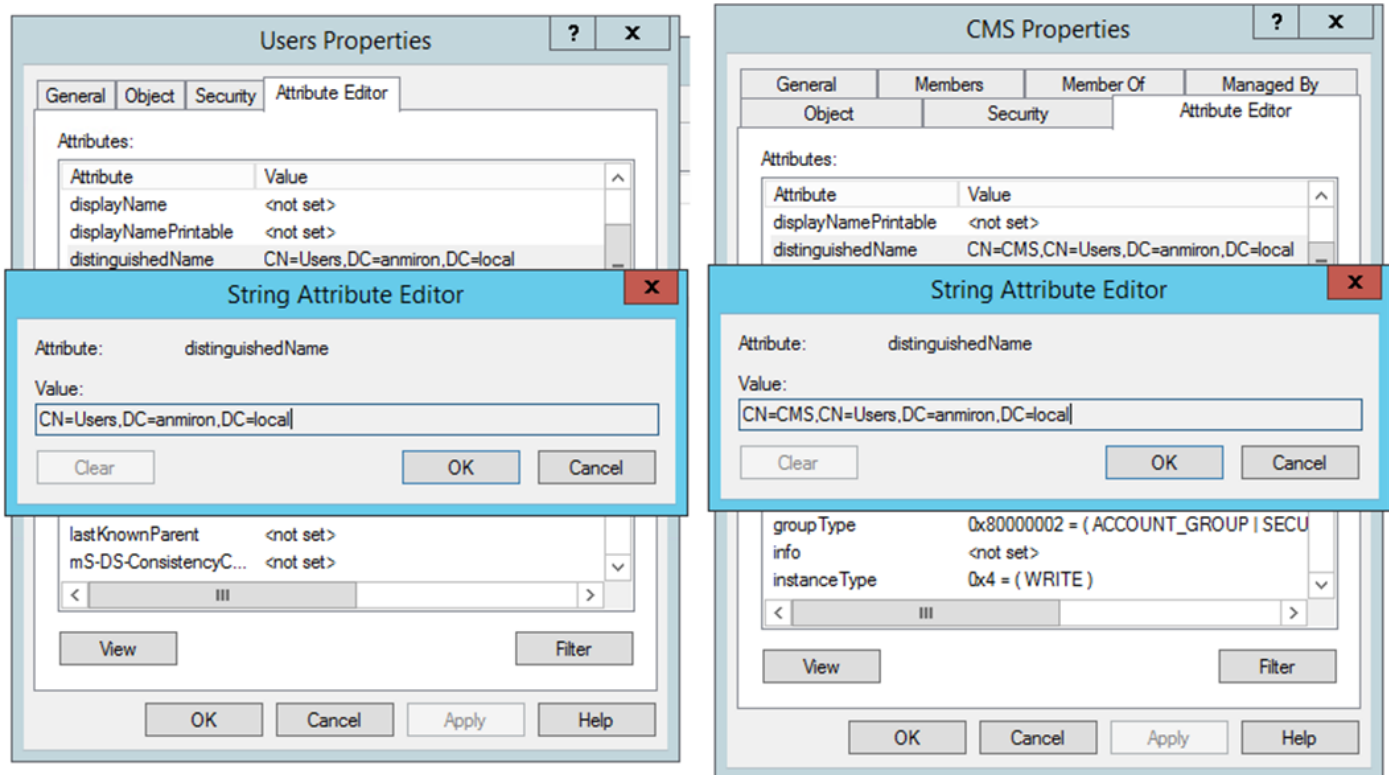 Users Properties
? x
General Object Security Attribute Editor
Attributes:
Attribute Value
displayName <not set>
displayNamePrintable <not set>
distinguishedName CN=Users,DC=anmiron,DC=local
String Attribute Editor
x
Attribute: distinguishedName
Value:
CN=Users,DC=anmiron,DC=local
Clear OK Cancel
lastKnownParent <not set>
mS-DS-ConsistencyC... <not set>
View Filter
OK Cancel Apply Help
CMS Properties
? x
General Members Member Of Managed By
Object Security Attribute Editor
Attributes:
Attribute Value
displayNamePrintable <not set>
distinguishedName CN=CMS,CN=Users,DC=anmiron,DC=local
String Attribute Editor
x
Attribute: distinguishedName
Value:
CN=CMS,CN=Users,DC=anmiron,DC=local
Clear OK Cancel
groupType 0x80000002 = ( ACCOUNT_GROUP | SECU
info <not set>
instanceType 0x4 = ( WRITE )
View Filter
OK Cancel Apply Help